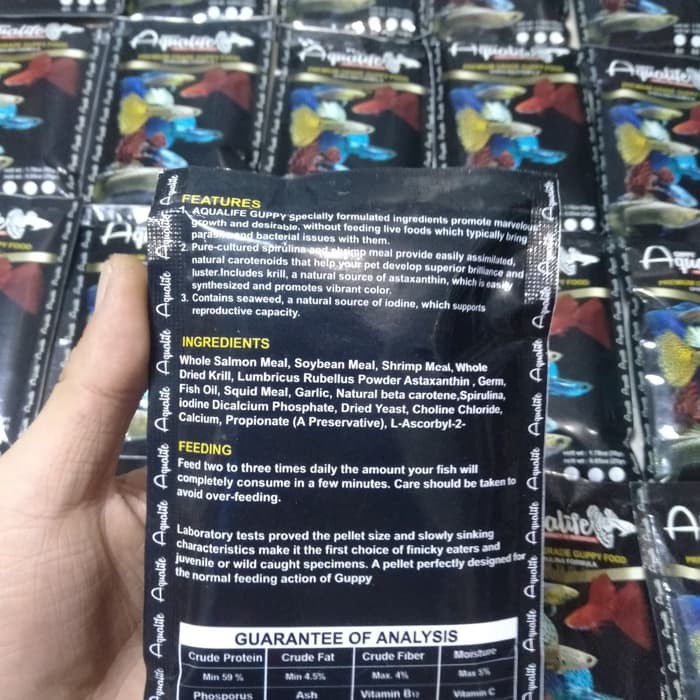 FEATURES
1. AQUALIFE GUPPY specially formulated ingredients promote marvelous
growth and desirable, without feeding live foods which typically bring
and bacterial issues with them.
2. Pure-cultured spirulina and shrimp meal provide easily assimilated,
natural carotenoids that help your pet develop superior brilliance and
luster.Includes krill, a natural source of astaxanthin, which is easily
synthesized and promotes vibrant color.
3. Contains seaweed, a natural source of iodine, which supports
reproductive capacity.
INGREDIENTS
Whole Salmon Meal, Soybean Meal, Shrimp Meal, Whole
Dried Krill, Lumbricus Rubellus Powder Astaxanthin , Germ,
Fish Oil, Squid Meal, Garlic, Natural beta carotene,Spirulina,
iodine Dicalcium Phosphate, Dried Yeast, Choline Chloride,
Calcium, Propionate (A Preservative), L-Ascorbyl-2-
FEEDING
Feed two to three times daily the amount your fish will
completely consume in a few minutes. Care should be taken to
avoid over-feeding.
Laboratory tests proved the pellet size and slowly sinking
characteristics make it the first choice of finicky eaters and
juvenile or wild caught specimens. A pellet perfectly designed for
the normal feeding action of Guppy
GUARANTEE OF ANALYSIS
Crude Protein Crude Fat Crude Fiber Moisture
Min 59 % Min 4.5% Max. 4% Max 5%
Phosporus Ash Vitamin B12 Vitamin C
Aqualife